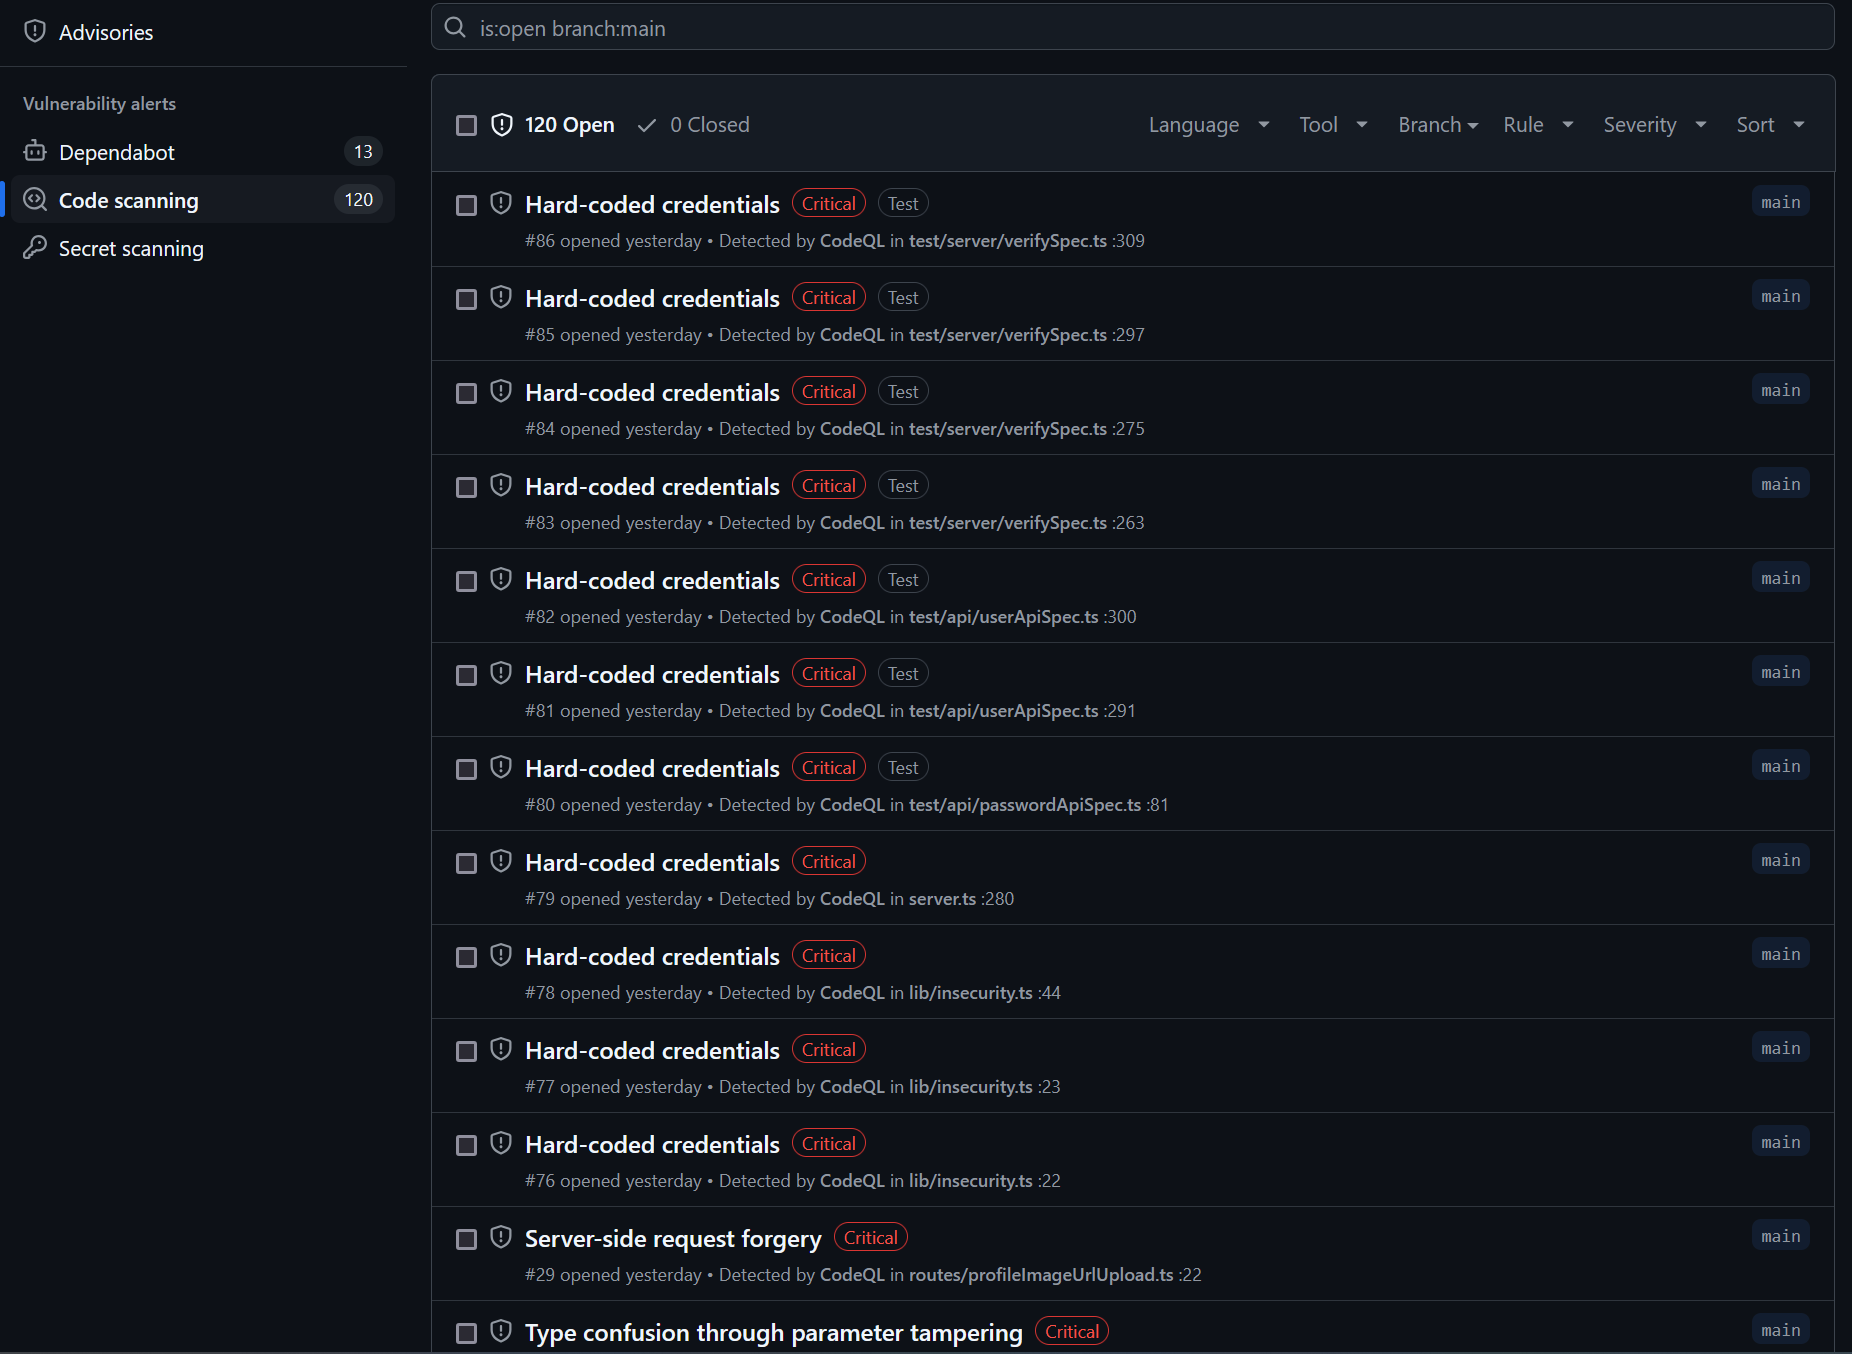 Advisories
Vulnerability alerts
Dependabot 13
Code scanning 120
Secret scanning
is:open branch:main
120 Open 0 Closed Language Tool Branch Rule Severity Sort
Hard-coded credentials Critical Test main
#86 opened yesterday • Detected by CodeQL in test/server/verifySpec.ts :309
Hard-coded credentials Critical Test main
#85 opened yesterday • Detected by CodeQL in test/server/verifySpec.ts :297
Hard-coded credentials Critical Test main
#84 opened yesterday • Detected by CodeQL in test/server/verifySpec.ts :275
Hard-coded credentials Critical Test main
#83 opened yesterday • Detected by CodeQL in test/server/verifySpec.ts :263
Hard-coded credentials Critical Test main
#82 opened yesterday • Detected by CodeQL in test/api/userApiSpec.ts :300
Hard-coded credentials Critical Test main
#81 opened yesterday • Detected by CodeQL in test/api/userApiSpec.ts :291
Hard-coded credentials Critical Test main
#80 opened yesterday • Detected by CodeQL in test/api/passwordApiSpec.ts :81
Hard-coded credentials Critical main
#79 opened yesterday • Detected by CodeQL in server.ts :280
Hard-coded credentials Critical main
#78 opened yesterday • Detected by CodeQL in lib/insecurity.ts :44
Hard-coded credentials Critical main
#77 opened yesterday • Detected by CodeQL in lib/insecurity.ts :23
Hard-coded credentials Critical main
#76 opened yesterday • Detected by CodeQL in lib/insecurity.ts :22
Server-side request forgery Critical main
#29 opened yesterday • Detected by CodeQL in routes/profileImageUrlUpload.ts :22
Type confusion through parameter tampering Critical main